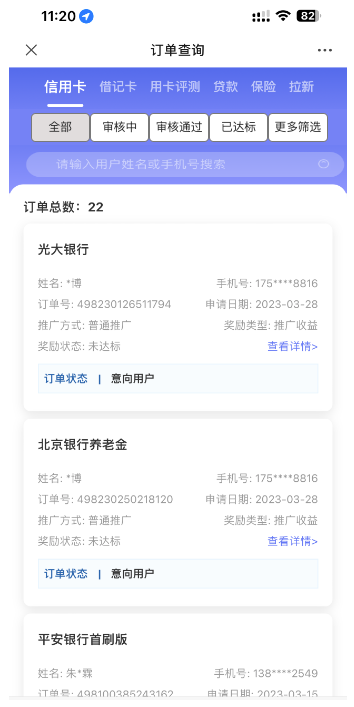 11:20 82
订单查询
信用卡 借记卡 用卡评测 贷款 保险 拉新
全部 审核中 审核通过 已达标 更多筛选
请输入用户姓名或手机号搜索
订单总数：22
光大银行
姓名: *博 手机号: 175****8816
订单号: 498230126511794 申请日期: 2023-03-28
推广方式: 普通推广 奖励类型: 推广收益
奖励状态: 未达标 查看详情>
订单状态 | 意向用户
北京银行养老金
姓名: *博 手机号: 175****8816
订单号: 498230250218120 申请日期: 2023-03-28
推广方式: 普通推广 奖励类型: 推广收益
奖励状态: 未达标 查看详情>
订单状态 | 意向用户
平安银行首刷版
姓名: 朱*霖 手机号: 138****2549
订单号: 498100385243162 申请日期: 2023-03-15